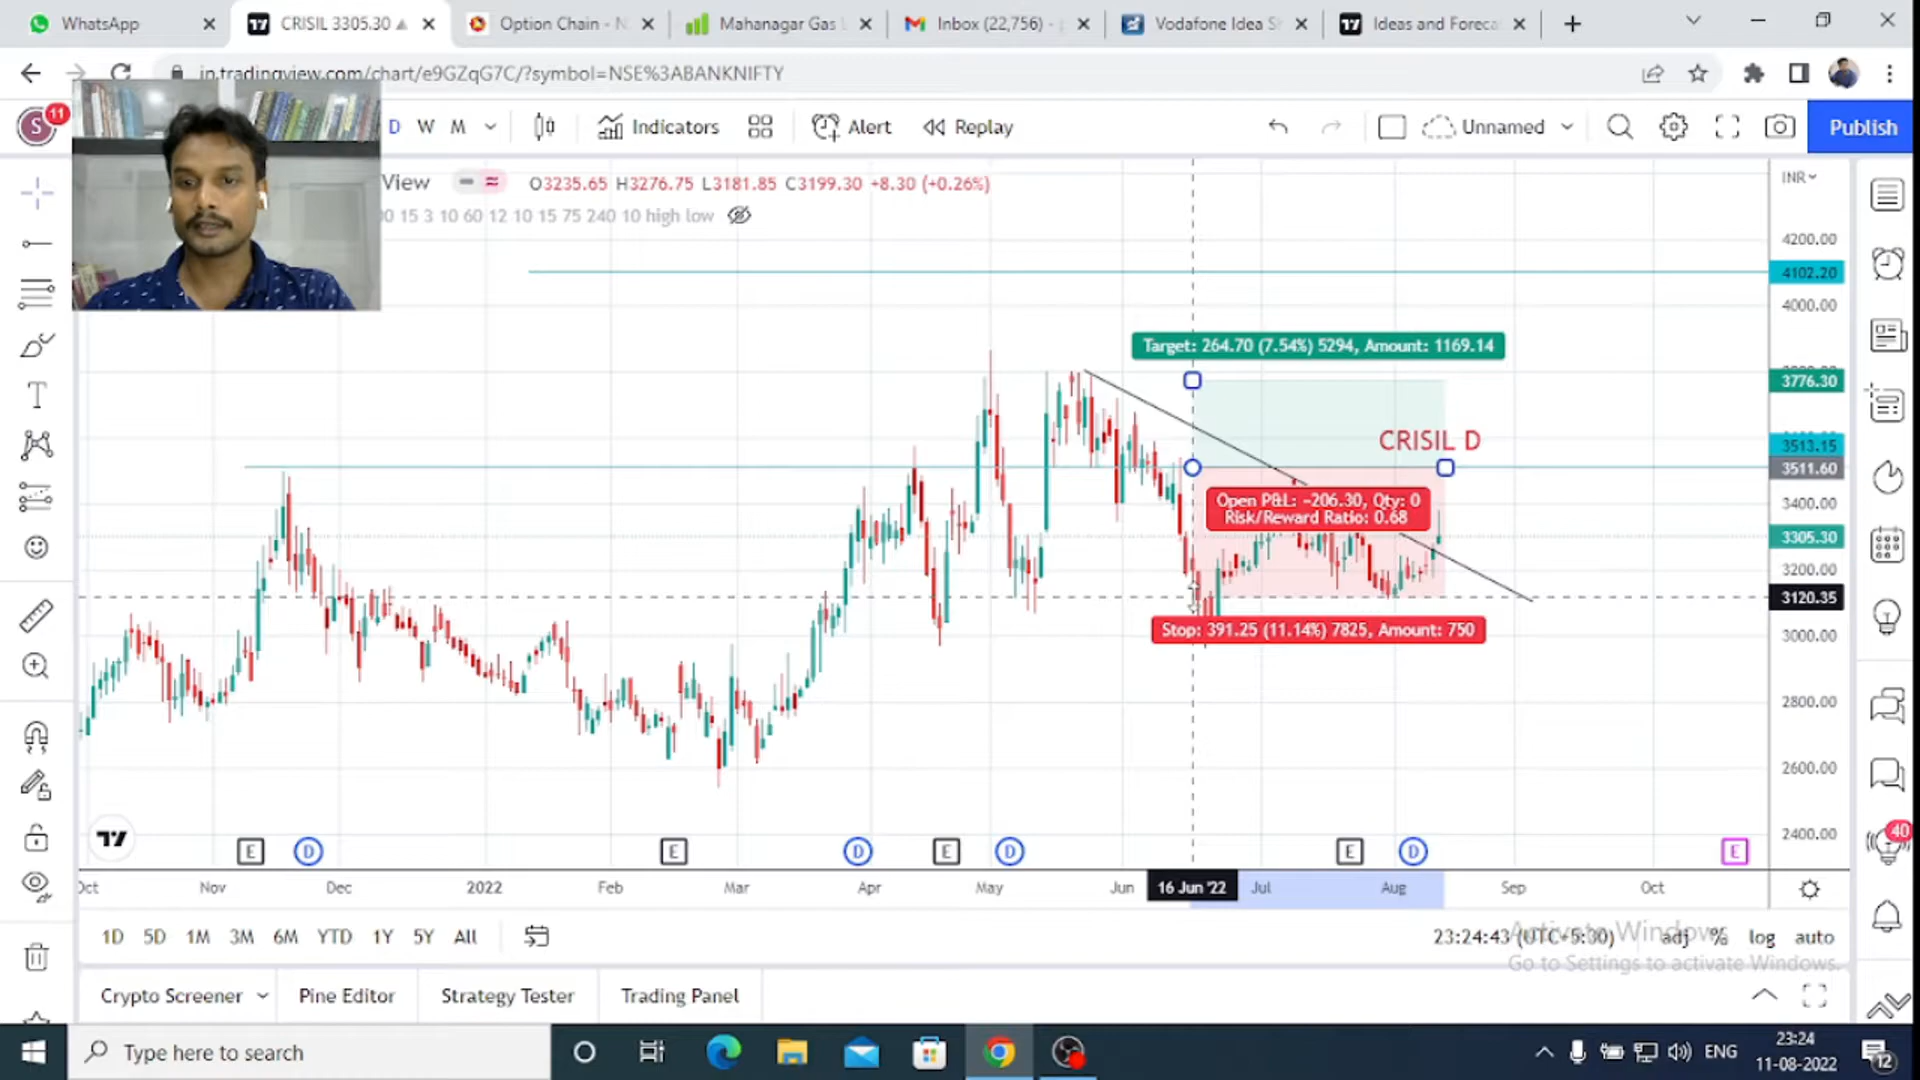 WhatsApp
CRISIL 3305.30
Option Chain - N
Mahanagar Gas L
Inbox (22,756) - p
Vodafone Idea S
Ideas and Foreca
in.tradingview.com/chart/e9GZqG7C/?symbol=NSE%3ABANKNIFTY
S
11
D W M
Indicators
Alert
Replay
Unnamed
Publish
View
O3235.65 H3276.75 L3181.85 C3199.30 +8.30 (+0.26%)
0 15 3 10 60 12 10 15 75 240 10 high low
INR
4200.00
4102.20
4000.00
Target: 264.70 (7.54%) 5294, Amount: 1169.14
3776.30
CRISIL D
3513.15
3511.60
Open P&L: −206.30, Qty: 0
Risk/Reward Ratio: 0.68
3400.00
3305.30
3200.00
3120.35
Stop: 391.25 (11.14%) 7825, Amount: 750
3000.00
2800.00
2600.00
2400.00
E D E D E D E D E
40
Oct Nov Dec 2022 Feb Mar Apr May Jun 16 Jun '22 Jul Aug Sep Oct
1D 5D 1M 3M 6M YTD 1Y 5Y All
23:24:43 (UTC+5:30)
adj % log auto
Activate Windows
Go to Settings to activate Windows.
Crypto Screener
Pine Editor
Strategy Tester
Trading Panel
Type here to search
ENG
23:24
11-08-2022
12